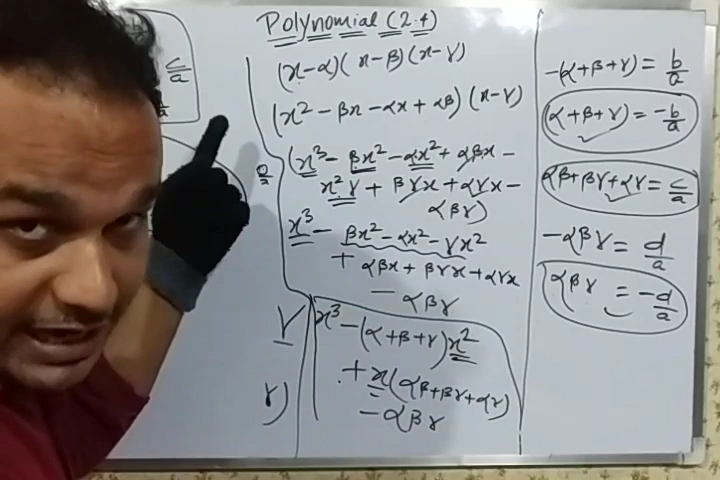 Polynomial (2.4)
c/a
(x-α)(x-β)(x-γ)
(x² - βx - αx + αβ)(x-γ)
(x³ - βx² - αx² + αβx -
x²γ + βγx + αγx -
αβγ)
x³ - βx² - αx² - γx²
+ αβx + βγx + αγx
- αβγ
x³ - (α+β+γ)x²
+ x(αβ+βγ+αγ)
- αβγ
γ
γ)
-(α+β+γ) = b/a
(α+β+γ) = -b/a
αβ+βγ+αγ = c/a
-αβγ = d/a
αβγ = -d/a